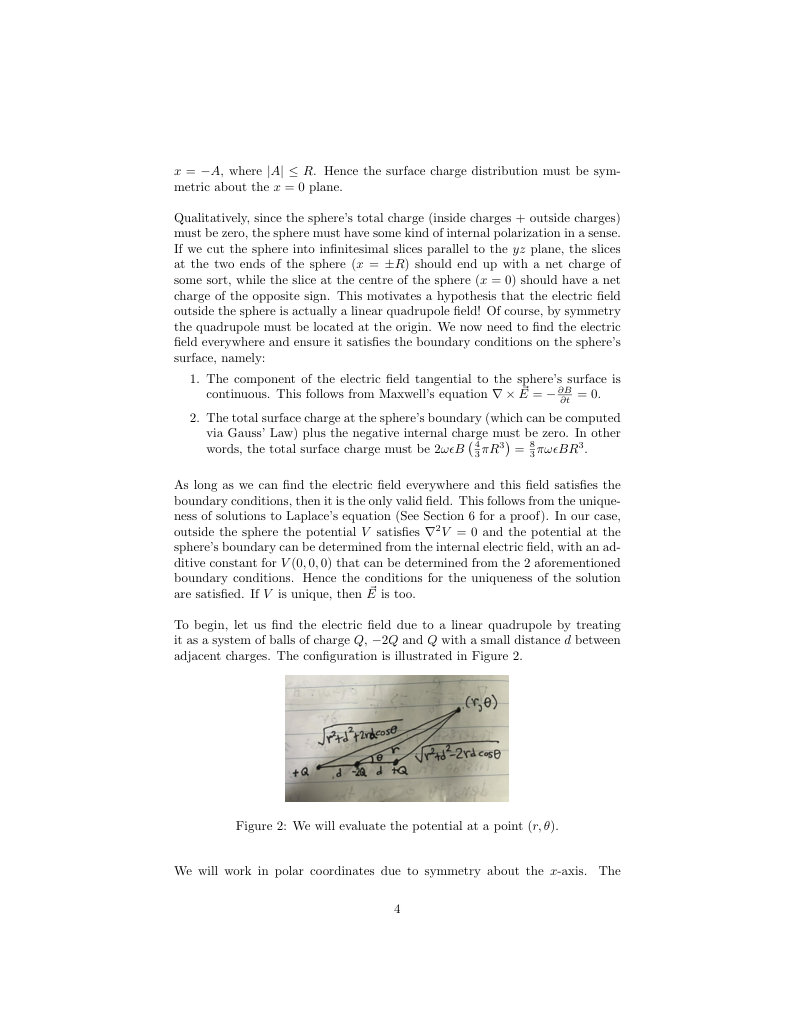 x = −A, where |A| ≤ R. Hence the surface charge distribution must be sym-
metric about the x = 0 plane.
Qualitatively, since the sphere's total charge (inside charges + outside charges)
must be zero, the sphere must have some kind of internal polarization in a sense.
If we cut the sphere into infinitesimal slices parallel to the yz plane, the slices
at the two ends of the sphere (x = ±R) should end up with a net charge of
some sort, while the slice at the centre of the sphere (x = 0) should have a net
charge of the opposite sign. This motivates a hypothesis that the electric field
outside the sphere is actually a linear quadrupole field! Of course, by symmetry
the quadrupole must be located at the origin. We now need to find the electric
field everywhere and ensure it satisfies the boundary conditions on the sphere's
surface, namely:
1. The component of the electric field tangential to the sphere's surface is
continuous. This follows from Maxwell's equation ∇ × E⃗ = −∂B/∂t = 0.
2. The total surface charge at the sphere's boundary (which can be computed
via Gauss' Law) plus the negative internal charge must be zero. In other
words, the total surface charge must be 2ωϵB (4/3 πR³) = 8/3 πωϵBR³.
As long as we can find the electric field everywhere and this field satisfies the
boundary conditions, then it is the only valid field. This follows from the unique-
ness of solutions to Laplace's equation (See Section 6 for a proof). In our case,
outside the sphere the potential V satisfies ∇²V = 0 and the potential at the
sphere's boundary can be determined from the internal electric field, with an ad-
ditive constant for V(0, 0, 0) that can be determined from the 2 aforementioned
boundary conditions. Hence the conditions for the uniqueness of the solution
are satisfied. If V is unique, then E⃗ is too.
To begin, let us find the electric field due to a linear quadrupole by treating
it as a system of balls of charge Q, −2Q and Q with a small distance d between
adjacent charges. The configuration is illustrated in Figure 2.
(r,θ)
√r²+d²+2rdcosθ
r
√r²+d²-2rdcosθ
θ
+Q d -2Q d +Q
Figure 2: We will evaluate the potential at a point (r, θ).
We will work in polar coordinates due to symmetry about the x-axis. The
4